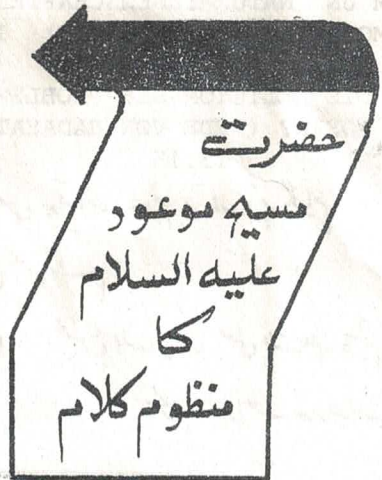 حضرت
مسیح موعود
علیہ السلام
کا
منظوم کلام